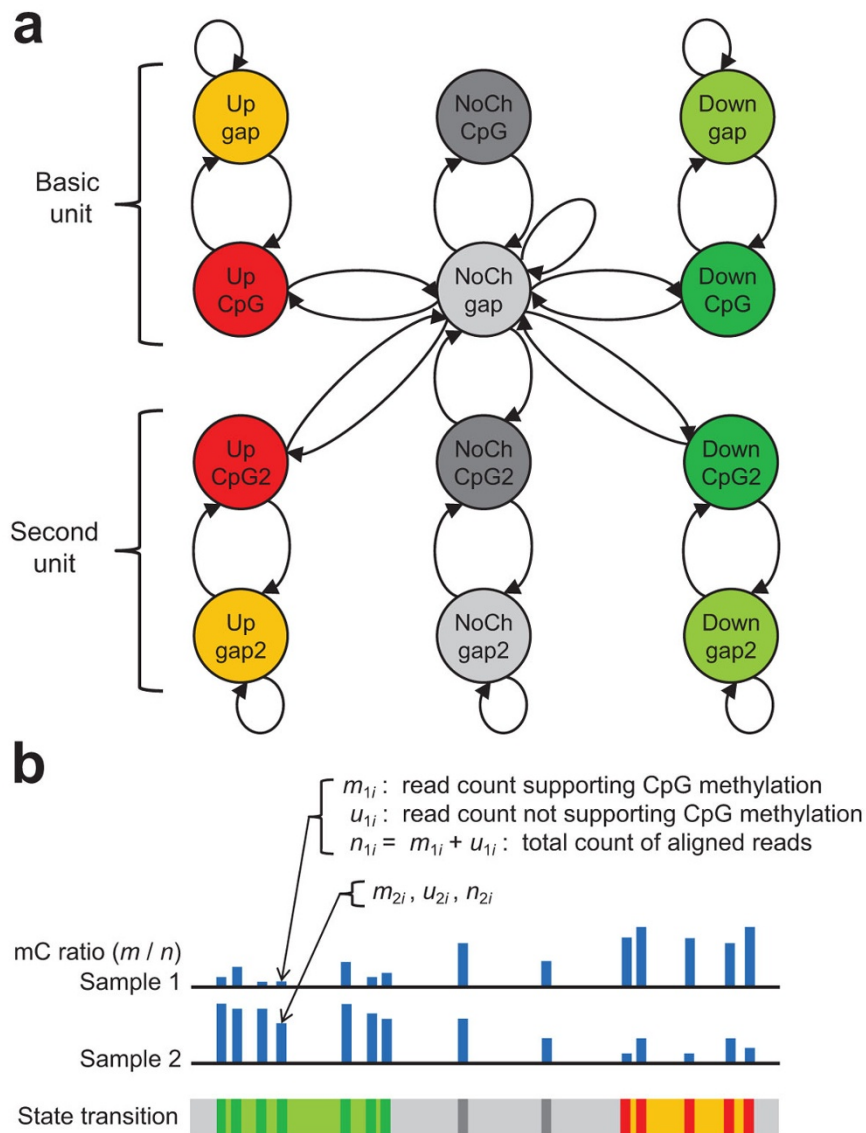 a
Up
gap
NoCh
CpG
Down
gap
Basic
unit
Up
CpG
NoCh
gap
Down
CpG
Up
CpG2
NoCh
CpG2
Down
CpG2
Second
unit
Up
gap2
NoCh
gap2
Down
gap2
b
m1i : read count supporting CpG methylation
u1i : read count not supporting CpG methylation
n1i = m1i + u1i : total count of aligned reads
m2i , u2i , n2i
mC ratio (m / n)
Sample 1
Sample 2
State transition